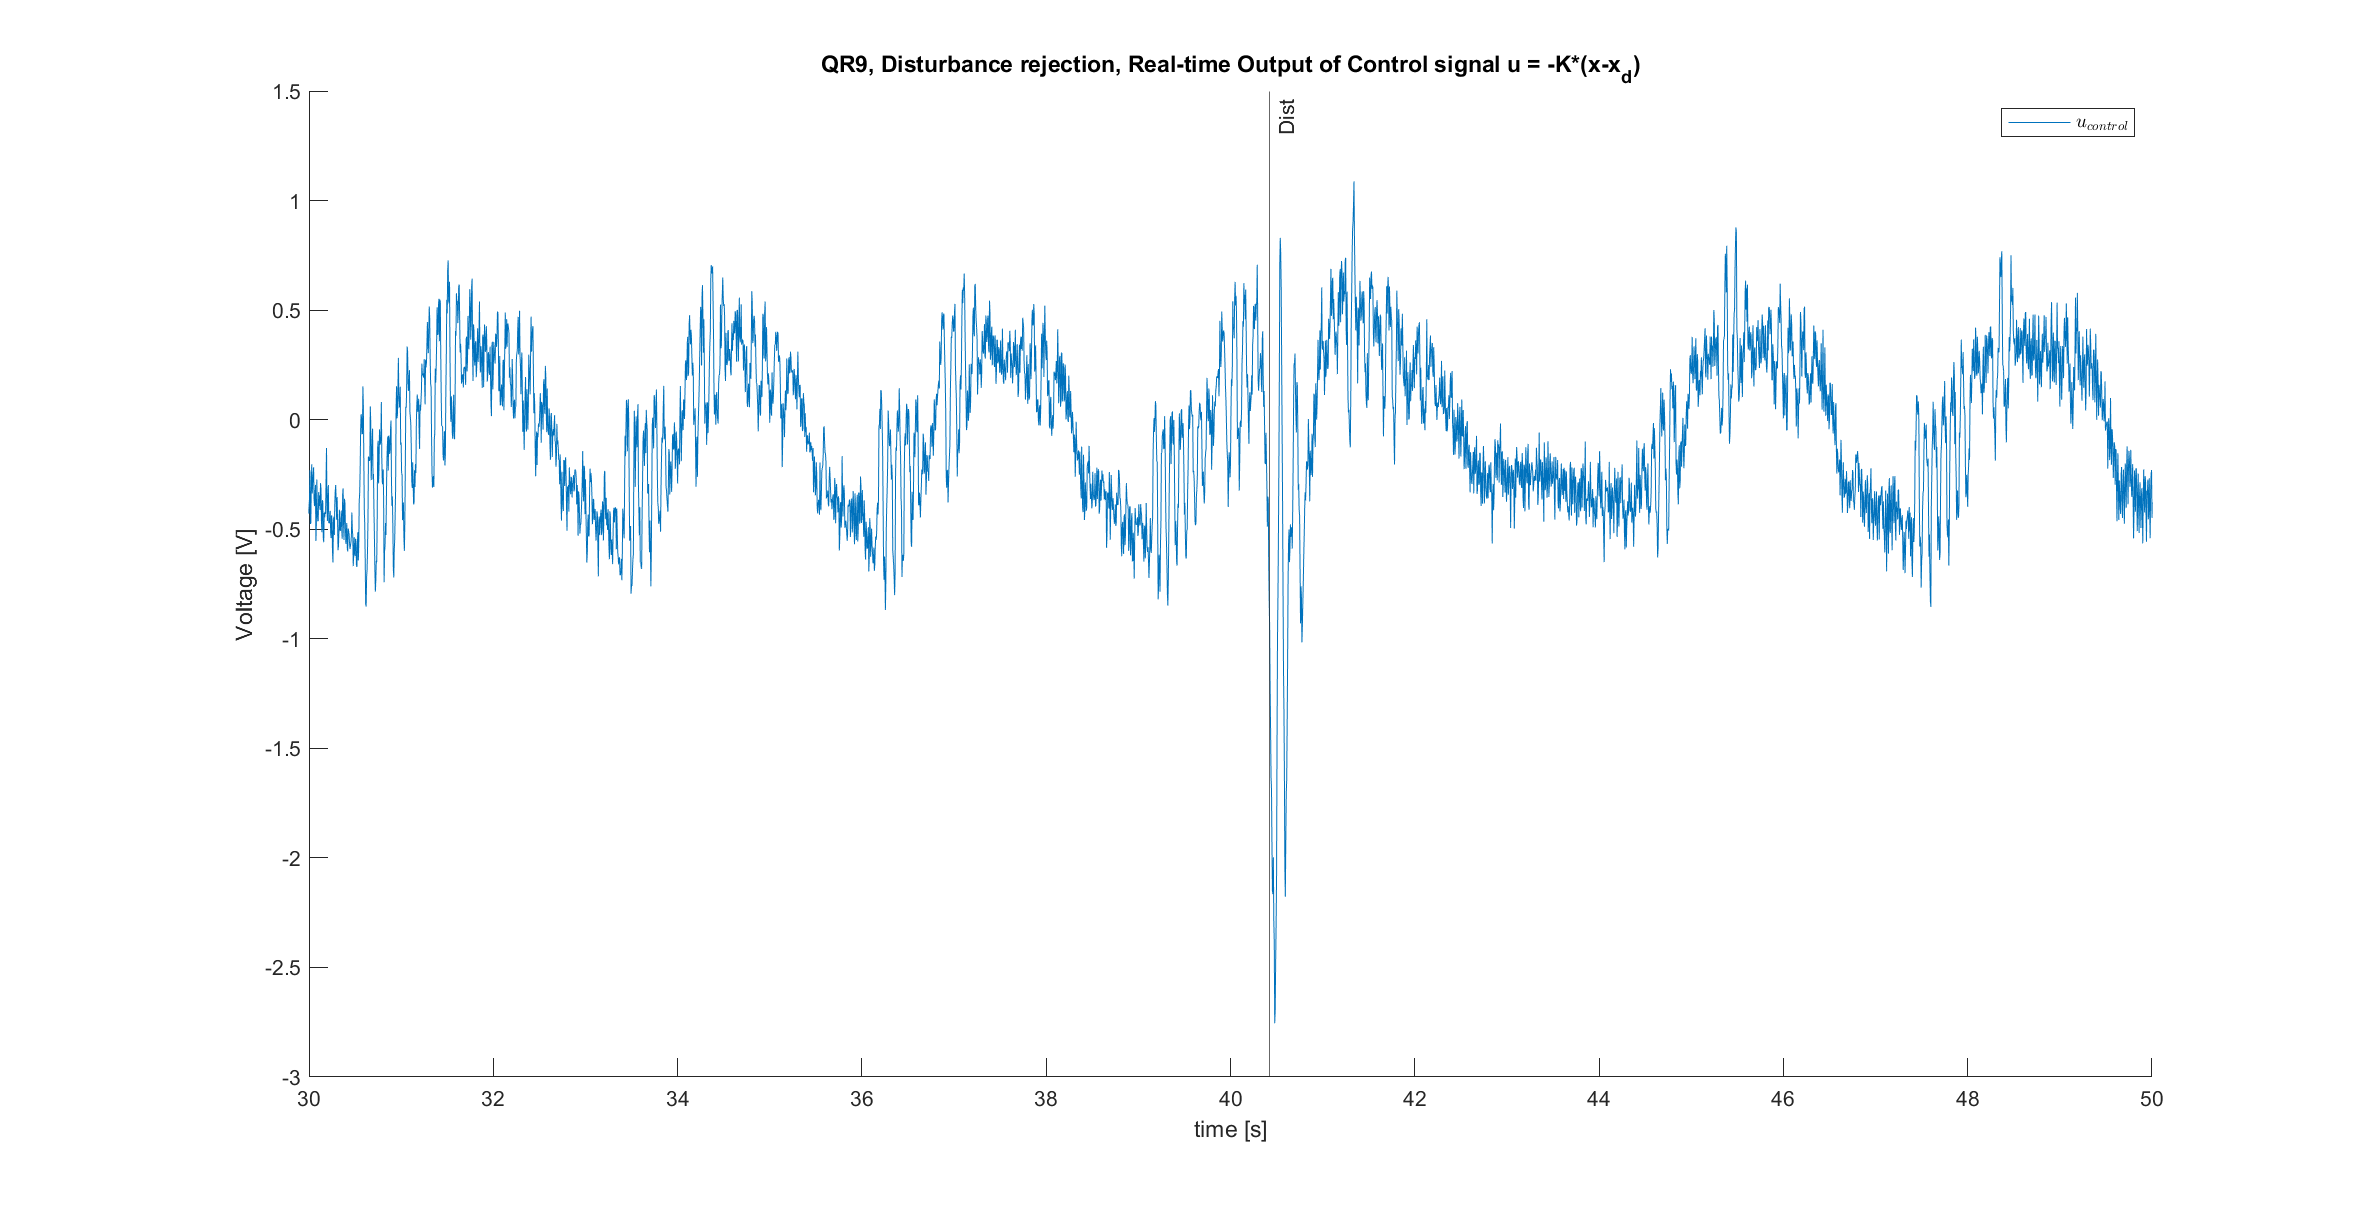 QR9, Disturbance rejection, Real-time Output of Control signal u = -K*(x-x_d)
1.5
1
0.5
0
-0.5
-1
-1.5
-2
-2.5
-3
Voltage [V]
Dist
u_control
30 32 34 36 38 40 42 44 46 48 50
time [s]